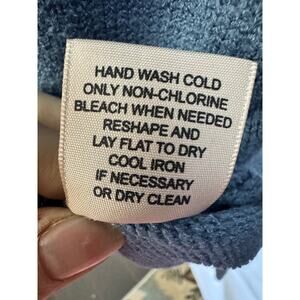 HAND WASH COLD
ONLY NON-CHLORINE
BLEACH WHEN NEEDED
RESHAPE AND
LAY FLAT TO DRY
COOL IRON
IF NECESSARY
OR DRY CLEAN